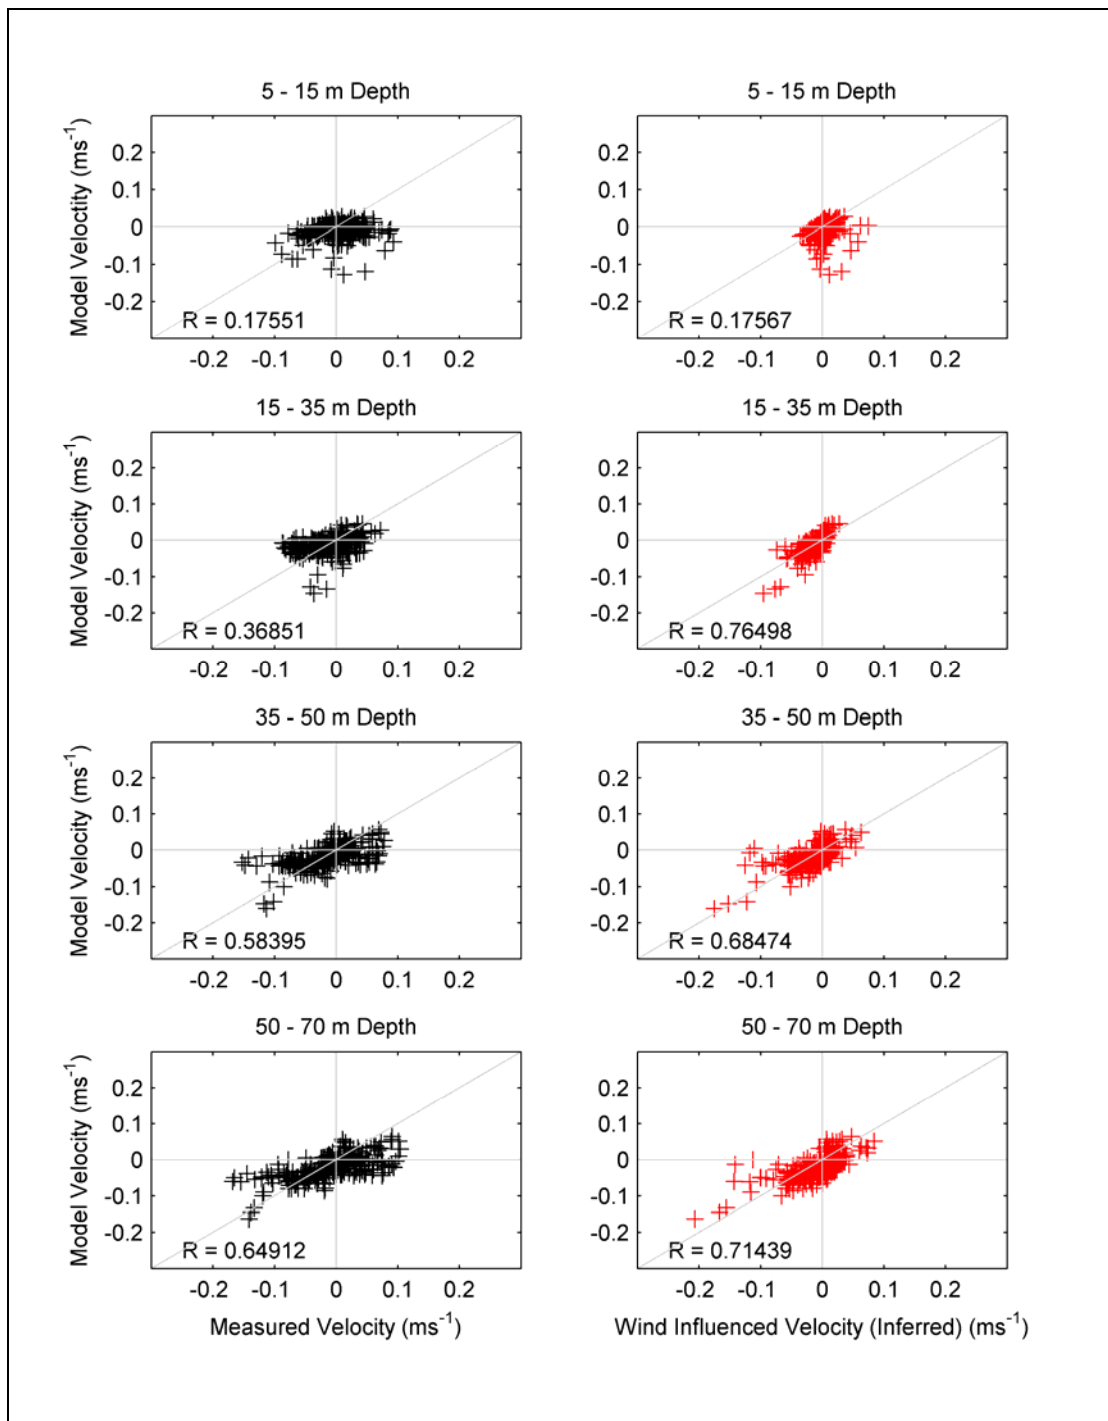 5 - 15 m Depth
5 - 15 m Depth
Model Veloctity (ms⁻¹)
0.2
0.1
0
-0.1
-0.2
R = 0.17551
-0.2 -0.1 0 0.1 0.2
0.2
0.1
0
-0.1
-0.2
R = 0.17567
-0.2 -0.1 0 0.1 0.2
15 - 35 m Depth
15 - 35 m Depth
Model Velocity (ms⁻¹)
0.2
0.1
0
-0.1
-0.2
R = 0.36851
-0.2 -0.1 0 0.1 0.2
0.2
0.1
0
-0.1
-0.2
R = 0.76498
-0.2 -0.1 0 0.1 0.2
35 - 50 m Depth
35 - 50 m Depth
Model Velocity (ms⁻¹)
0.2
0.1
0
-0.1
-0.2
R = 0.58395
-0.2 -0.1 0 0.1 0.2
0.2
0.1
0
-0.1
-0.2
R = 0.68474
-0.2 -0.1 0 0.1 0.2
50 - 70 m Depth
50 - 70 m Depth
Model Velocity (ms⁻¹)
0.2
0.1
0
-0.1
-0.2
R = 0.64912
-0.2 -0.1 0 0.1 0.2
Measured Velocity (ms⁻¹)
0.2
0.1
0
-0.1
-0.2
R = 0.71439
-0.2 -0.1 0 0.1 0.2
Wind Influenced Velocity (Inferred) (ms⁻¹)